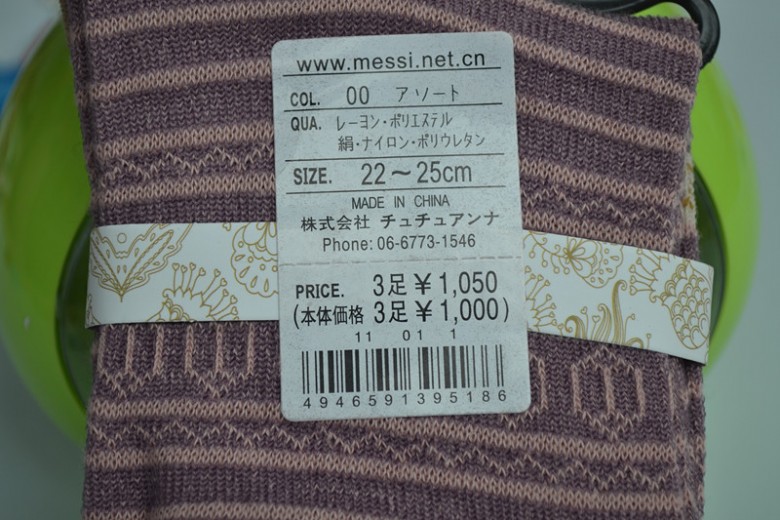 www.messi.net.cn
COL. 00 アソート
QUA. レーヨン・ポリエステル
絹・ナイロン・ポリウレタン
SIZE. 22～25cm
MADE IN CHINA
株式会社 チュチュアンナ
Phone: 06-6773-1546
PRICE. 3足¥1,050
(本体価格 3足¥1,000)
11 01 1
4946591395186